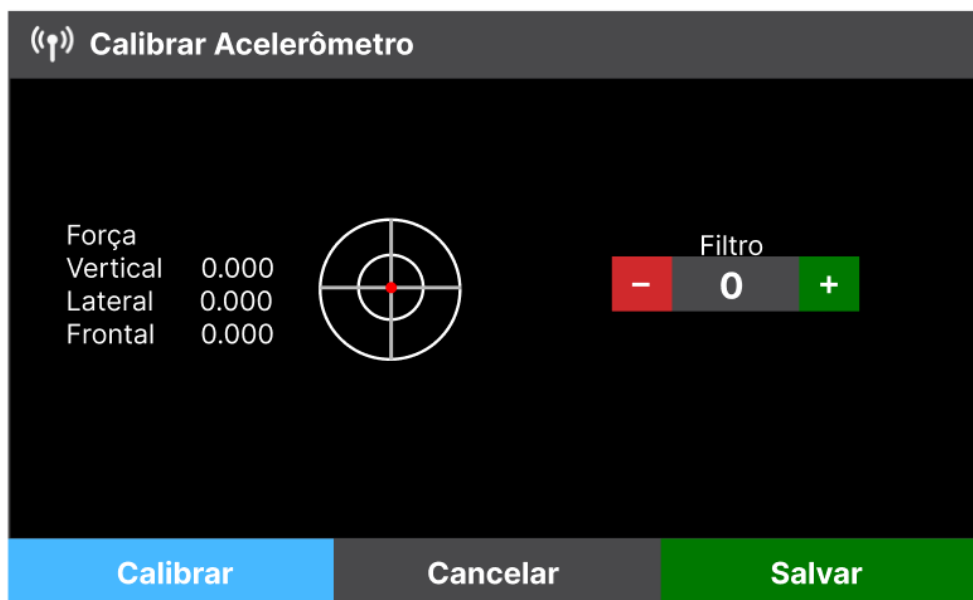 Calibrar Acelerômetro
Força
Vertical 0.000
Lateral 0.000
Frontal 0.000
Filtro
− 0 +
Calibrar Cancelar Salvar